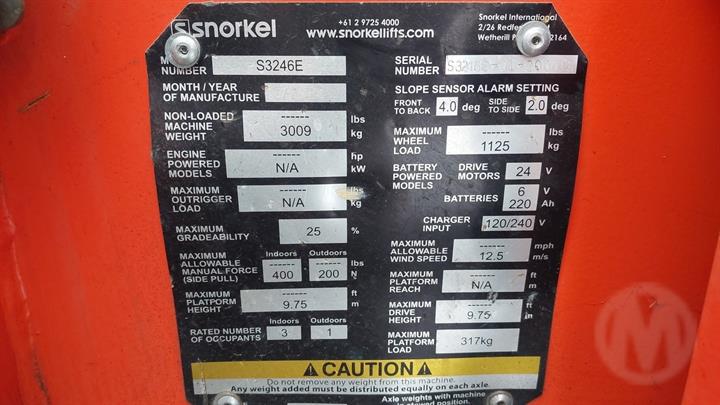 snorkel
+61 2 9725 4000
www.snorkellifts.com
Snorkel International
2/26
Wetherill 2164
NUMBER S3246E
MONTH / YEAR
OF MANUFACTURE
NON-LOADED
MACHINE
WEIGHT
------ lbs
3009 kg
ENGINE
POWERED
MODELS
------ hp
N/A kW
MAXIMUM
OUTRIGGER
LOAD
------ lbs
N/A kg
MAXIMUM
GRADEABILITY
25 %
MAXIMUM
ALLOWABLE
MANUAL FORCE
(SIDE PULL)
Indoors Outdoors
------ ------ lbs
400 200 N
MAXIMUM
PLATFORM
HEIGHT
------ ft
9.75 m
RATED NUMBER
OF OCCUPANTS
Indoors Outdoors
3 1
SERIAL
NUMBER
SLOPE SENSOR ALARM SETTING
FRONT
TO BACK
4.0 deg
SIDE
TO SIDE
2.0 deg
MAXIMUM
WHEEL
LOAD
------ lbs
1125 kg
BATTERY
POWERED
MODELS
DRIVE
MOTORS
24 V
BATTERIES
6 V
220 Ah
CHARGER
INPUT
120/240 V
MAXIMUM
ALLOWABLE
WIND SPEED
------ mph
12.5 m/s
MAXIMUM
PLATFORM
REACH
------ ft
N/A m
MAXIMUM
DRIVE
HEIGHT
------ ft
9.75 m
MAXIMUM
PLATFORM
LOAD
317kg
CAUTION
Do not remove any weight from this machine.
Any weight added must be distributed equally on each axle.
Axle weights with machine
in stowed position.
M